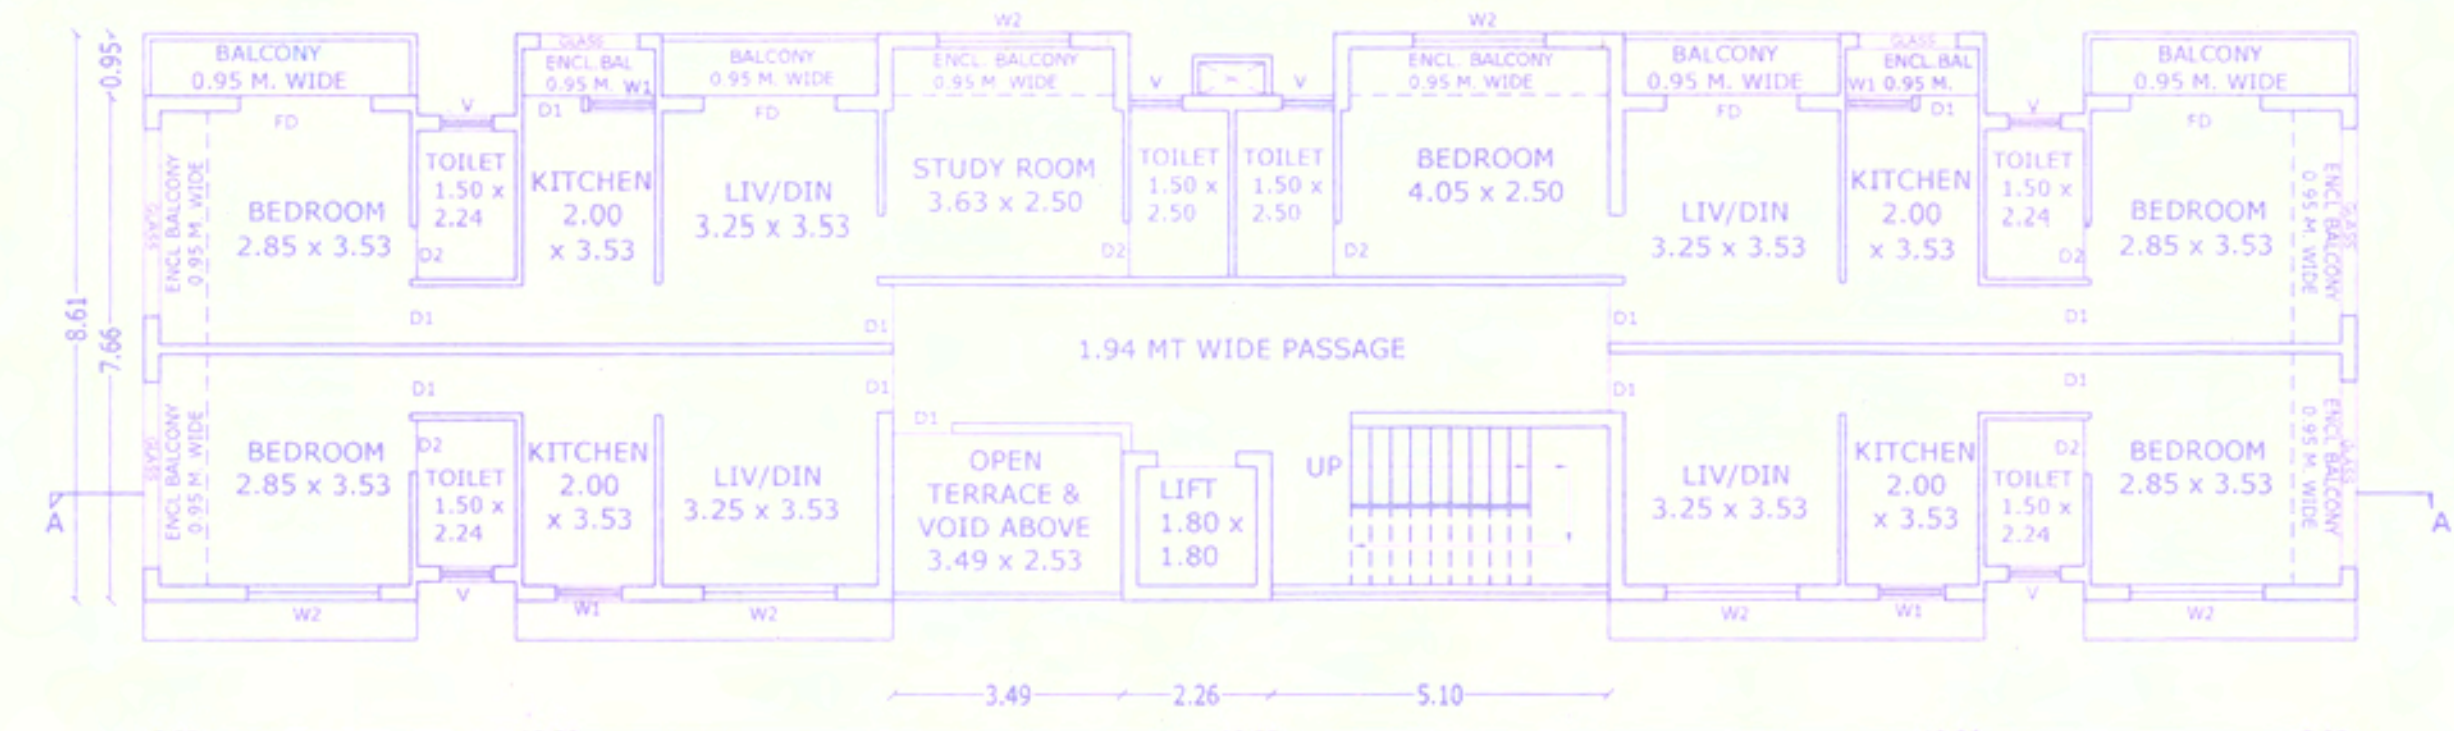 W2
W2
BALCONY
0.95 M. WIDE
GLASS
ENCL.BAL
0.95 M. W1
BALCONY
0.95 M. WIDE
ENCL. BALCONY
0.95 M. WIDE
V
V
ENCL. BALCONY
0.95 M. WIDE
BALCONY
0.95 M. WIDE
GLASS
ENCL.BAL
W1 0.95 M.
BALCONY
0.95 M. WIDE
0.95
8.61
7.66
FD
V
D1
FD
FD
D1
V
FD
GLASS
ENCL BALCONY
0.95 M. WIDE
BEDROOM
2.85 x 3.53
TOILET
1.50 x
2.24
D2
KITCHEN
2.00
x 3.53
LIV/DIN
3.25 x 3.53
STUDY ROOM
3.63 x 2.50
D2
TOILET
1.50 x
2.50
TOILET
1.50 x
2.50
D2
BEDROOM
4.05 x 2.50
LIV/DIN
3.25 x 3.53
KITCHEN
2.00
x 3.53
TOILET
1.50 x
2.24
D2
BEDROOM
2.85 x 3.53
0.95 M. WIDE
ENCL BALCONY
GLASS
D1
D1
D1
D1
1.94 MT WIDE PASSAGE
D1
D1
D1
D1
D1
GLASS
ENCL BALCONY
0.95 M. WIDE
BEDROOM
2.85 x 3.53
D2
TOILET
1.50 x
2.24
KITCHEN
2.00
x 3.53
LIV/DIN
3.25 x 3.53
OPEN
TERRACE &
VOID ABOVE
3.49 x 2.53
LIFT
1.80 x
1.80
UP
LIV/DIN
3.25 x 3.53
KITCHEN
2.00
x 3.53
D2
TOILET
1.50 x
2.24
BEDROOM
2.85 x 3.53
0.95 M. WIDE
ENCL BALCONY
GLASS
A
A
W2
V
W1
W2
W2
W1
V
W2
3.49
2.26
5.10